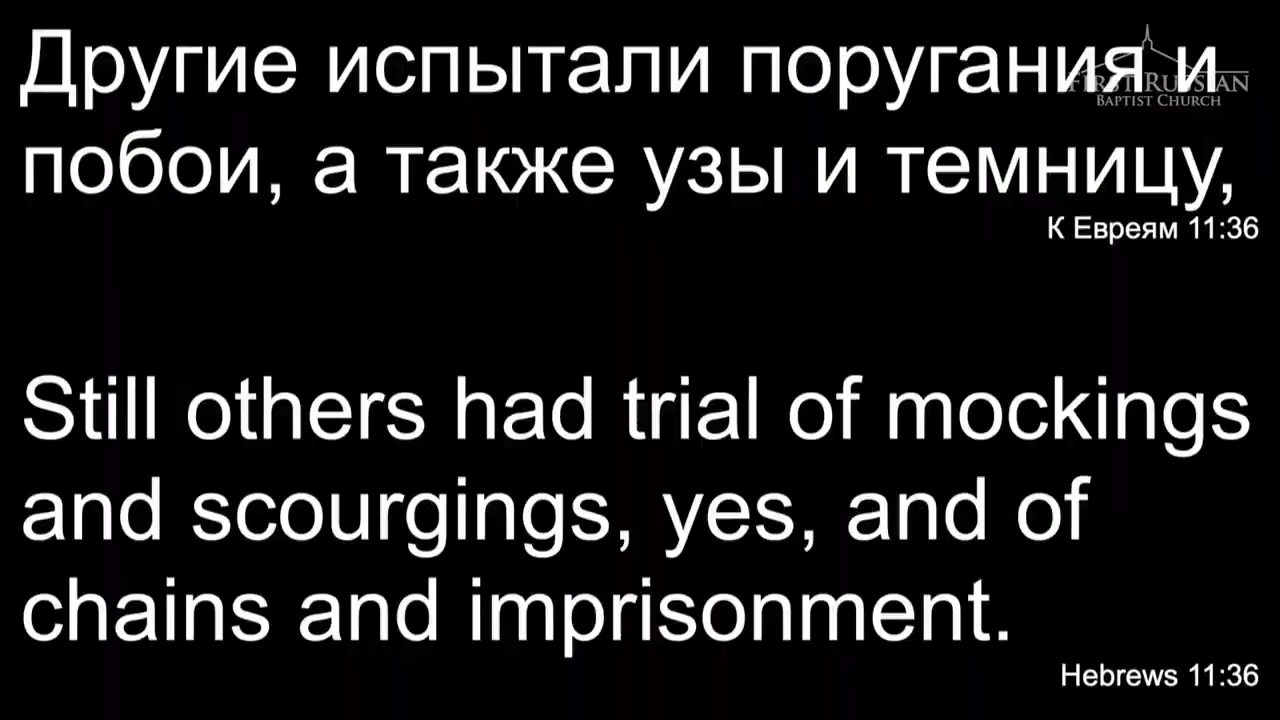 Другие испытали поругания и
FIRST RUSSIAN
BAPTIST CHURCH
побои, а также узы и темницу,
К Евреям 11:36
Still others had trial of mockings
and scourgings, yes, and of
chains and imprisonment.
Hebrews 11:36